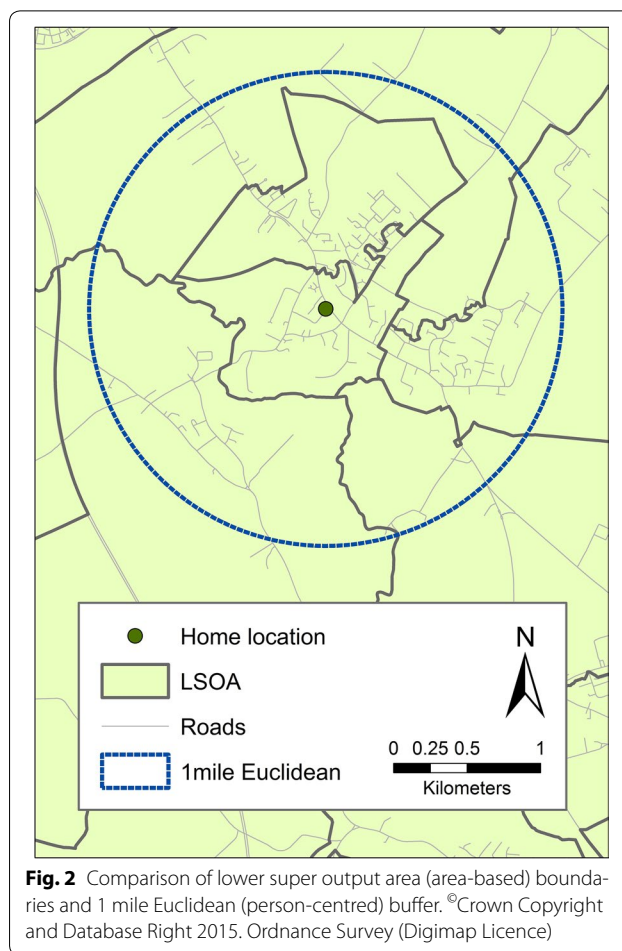 Home location
LSOA
Roads
1mile Euclidean
N
0 0.25 0.5 1
Kilometers
Fig. 2 Comparison of lower super output area (area-based) bounda-
ries and 1 mile Euclidean (person-centred) buffer. ©Crown Copyright
and Database Right 2015. Ordnance Survey (Digimap Licence)